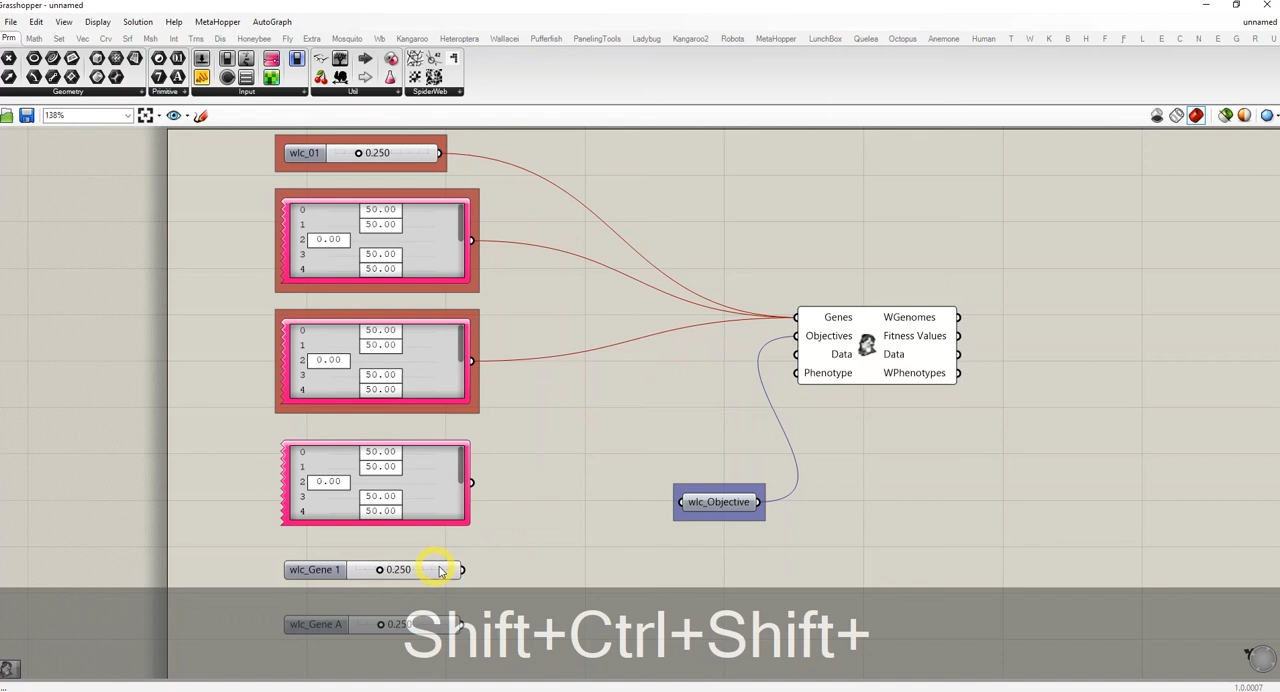 Grasshopper - unnamed
File Edit View Display Solution Help MetaHopper AutoGraph
unnamed
Prm Math Set Vec Crv Srf Msh Int Trns Dis Honeybee Fly Extra Mosquito Wb Kangaroo Heteroptera Wallacei Pufferfish PanelingTools Ladybug Kangaroo2 Robots MetaHopper LunchBox Quelea Octopus Anemone Human T W K B H F F L E C N E G R U
Geometry Primitive Input Util SpiderWeb
138%
wlc_01 0.250
0 50.00
1 50.00
2 0.00
3 50.00
4 50.00
0 50.00
1 50.00
2 0.00
3 50.00
4 50.00
Genes WGenomes
Objectives Fitness Values
Data Data
Phenotype WPhenotypes
0 50.00
1 50.00
2 0.00
3 50.00
4 50.00
wlc_Objective
wlc_Gene 1 0.250
wlc_Gene A 0.250
Shift+Ctrl+Shift+
...
1.0.0007